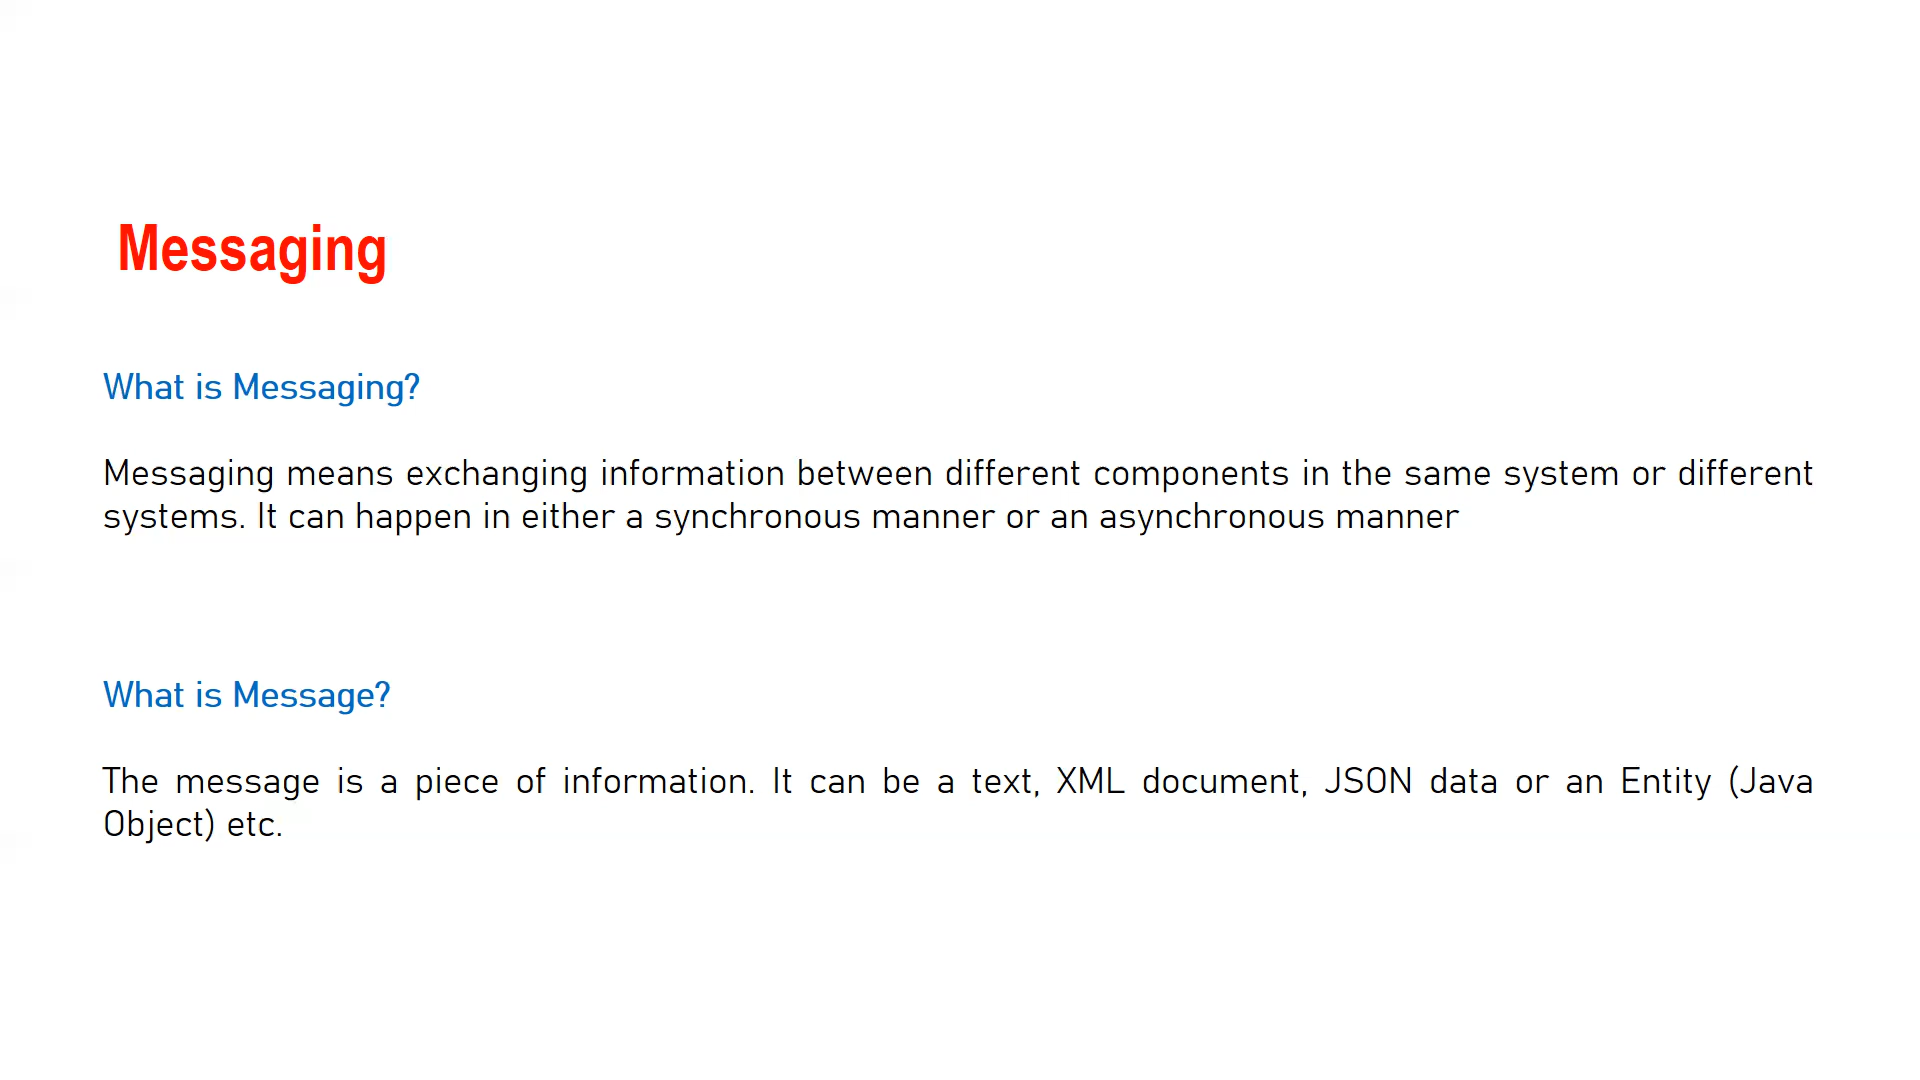 Messaging
What is Messaging?
Messaging means exchanging information between different components in the same system or different
systems. It can happen in either a synchronous manner or an asynchronous manner
What is Message?
The message is a piece of information. It can be a text, XML document, JSON data or an Entity (Java
Object) etc.